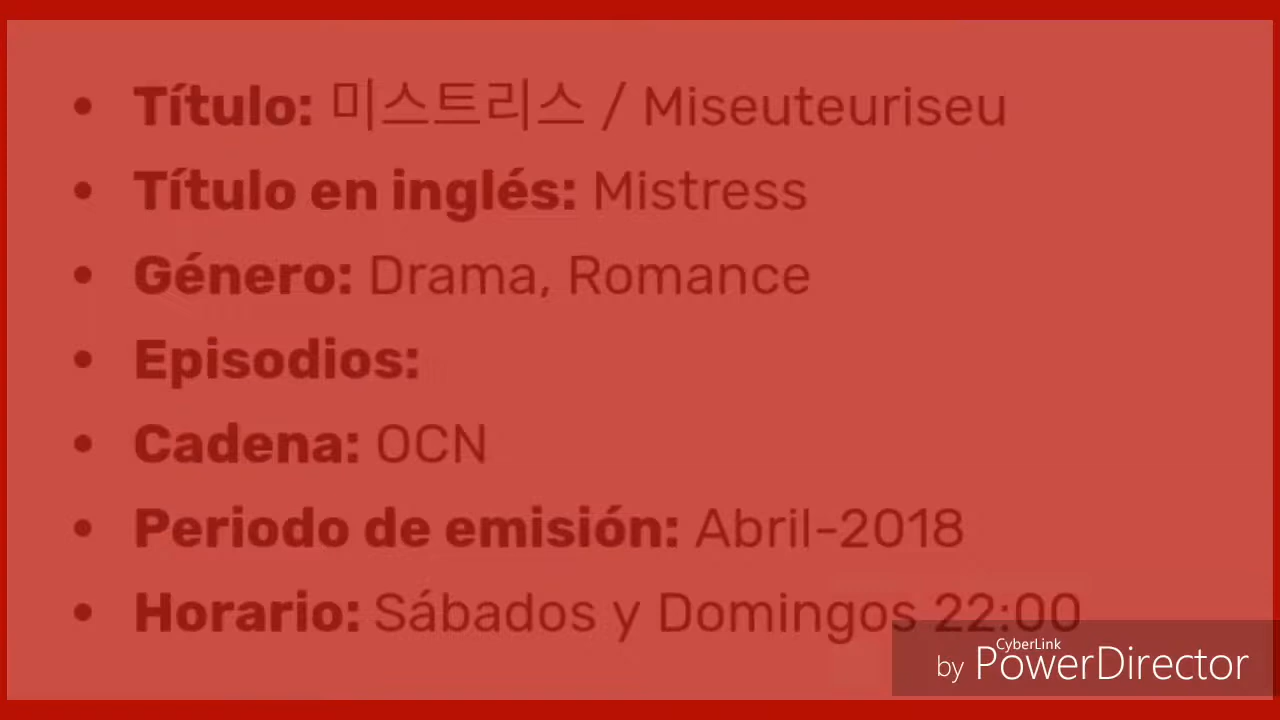 • Título: 미스트리스 / Miseuteuriseu
• Título en inglés: Mistress
• Género: Drama, Romance
• Episodios:
• Cadena: OCN
• Periodo de emisión: Abril-2018
• Horario: Sábados y Domingos 22:00
CyberLink
by PowerDirector